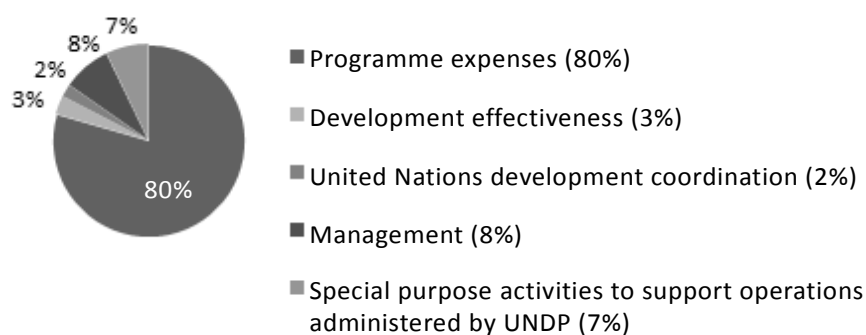 7%
8%
2%
3%
80%
Programme expenses (80%)
Development effectiveness (3%)
United Nations development coordination (2%)
Management (8%)
Special purpose activities to support operations
administered by UNDP (7%)